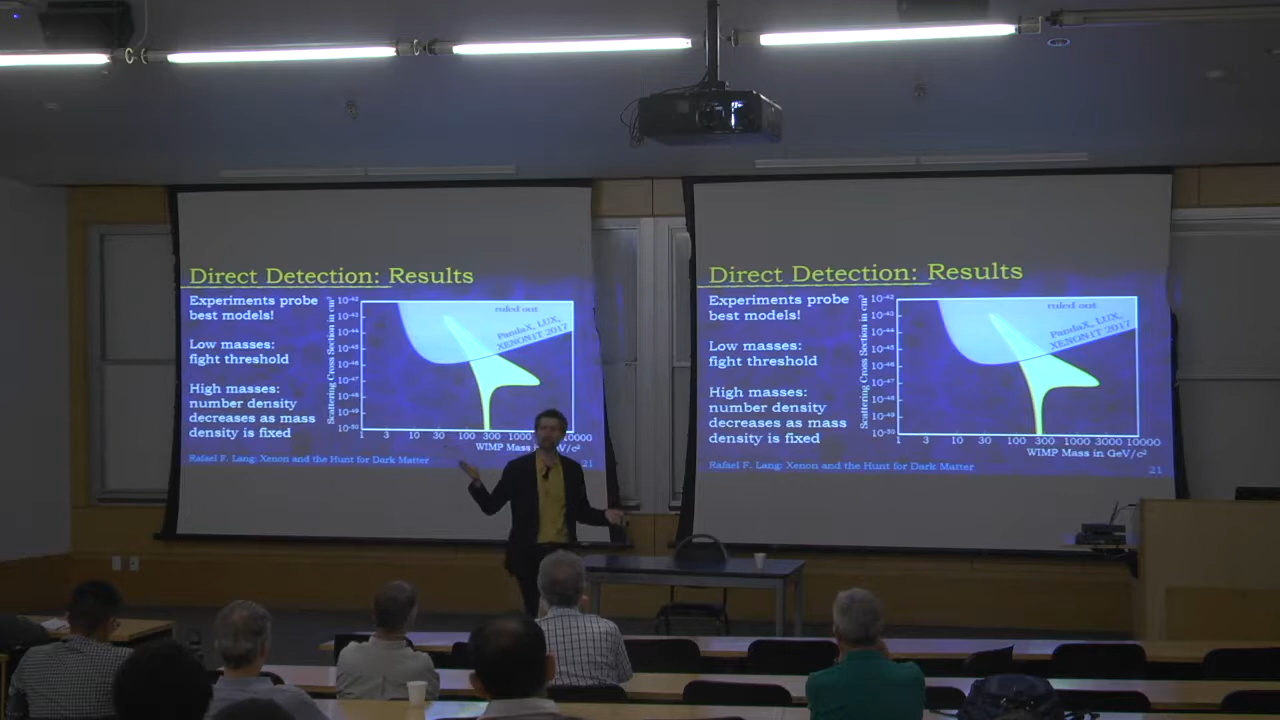 Direct Detection: Results
Experiments probe
best models!
Low masses:
fight threshold
High masses:
number density
decreases as mass
density is fixed
Scattering Cross Section in cm²
10-42
10-43
10-44
10-45
10-46
10-47
10-48
10-49
10-50
ruled out
PandaX, LUX,
XENON1T 2017
1 3 10 30 100 300 1000 10000
WIMP Mass in GeV/c²
Rafael F. Lang: Xenon and the Hunt for Dark Matter
21
Direct Detection: Results
Experiments probe
best models!
Low masses:
fight threshold
High masses:
number density
decreases as mass
density is fixed
Scattering Cross Section in cm²
10-42
10-43
10-44
10-45
10-46
10-47
10-48
10-49
10-50
ruled out
PandaX, LUX,
XENON1T 2017
1 3 10 30 100 300 1000 3000 10000
WIMP Mass in GeV/c²
Rafael F. Lang: Xenon and the Hunt for Dark Matter
21